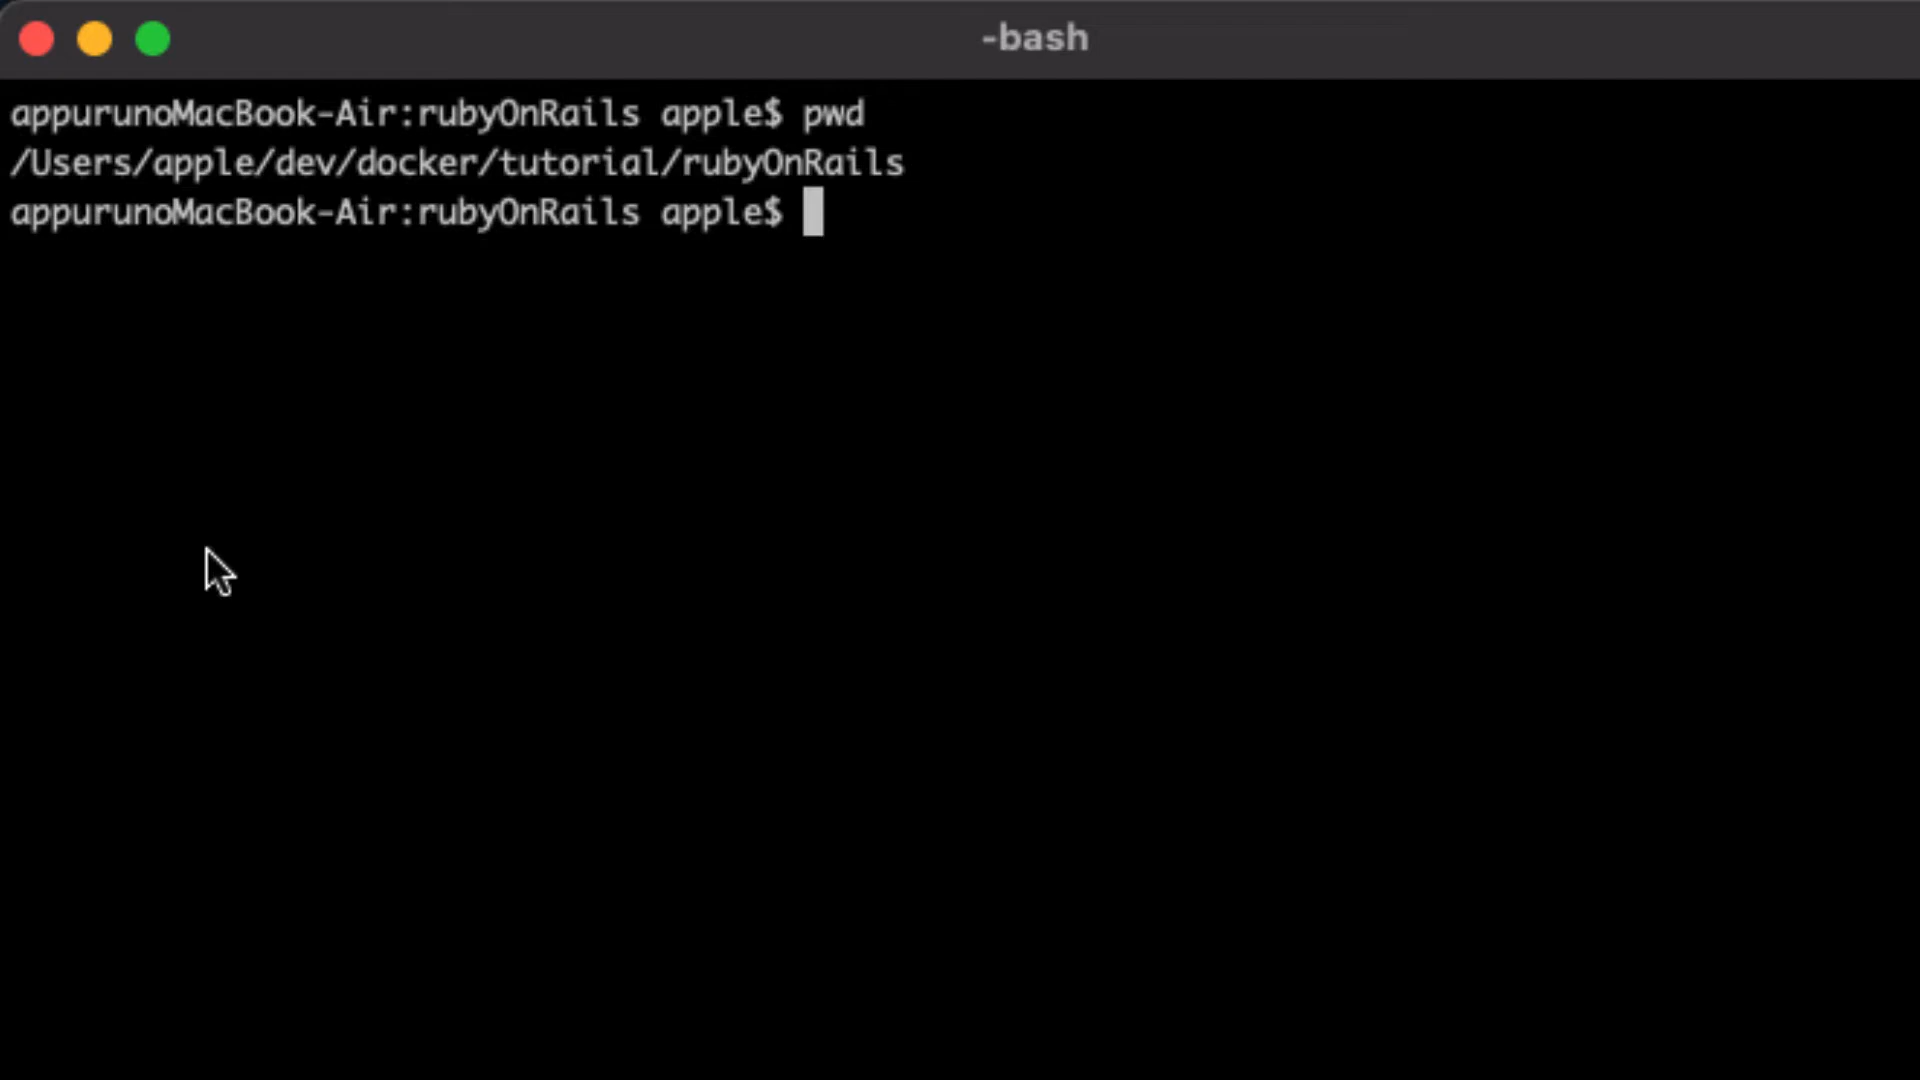 -bash
appurunoMacBook-Air:rubyOnRails apple$ pwd
/Users/apple/dev/docker/tutorial/rubyOnRails
appurunoMacBook-Air:rubyOnRails apple$